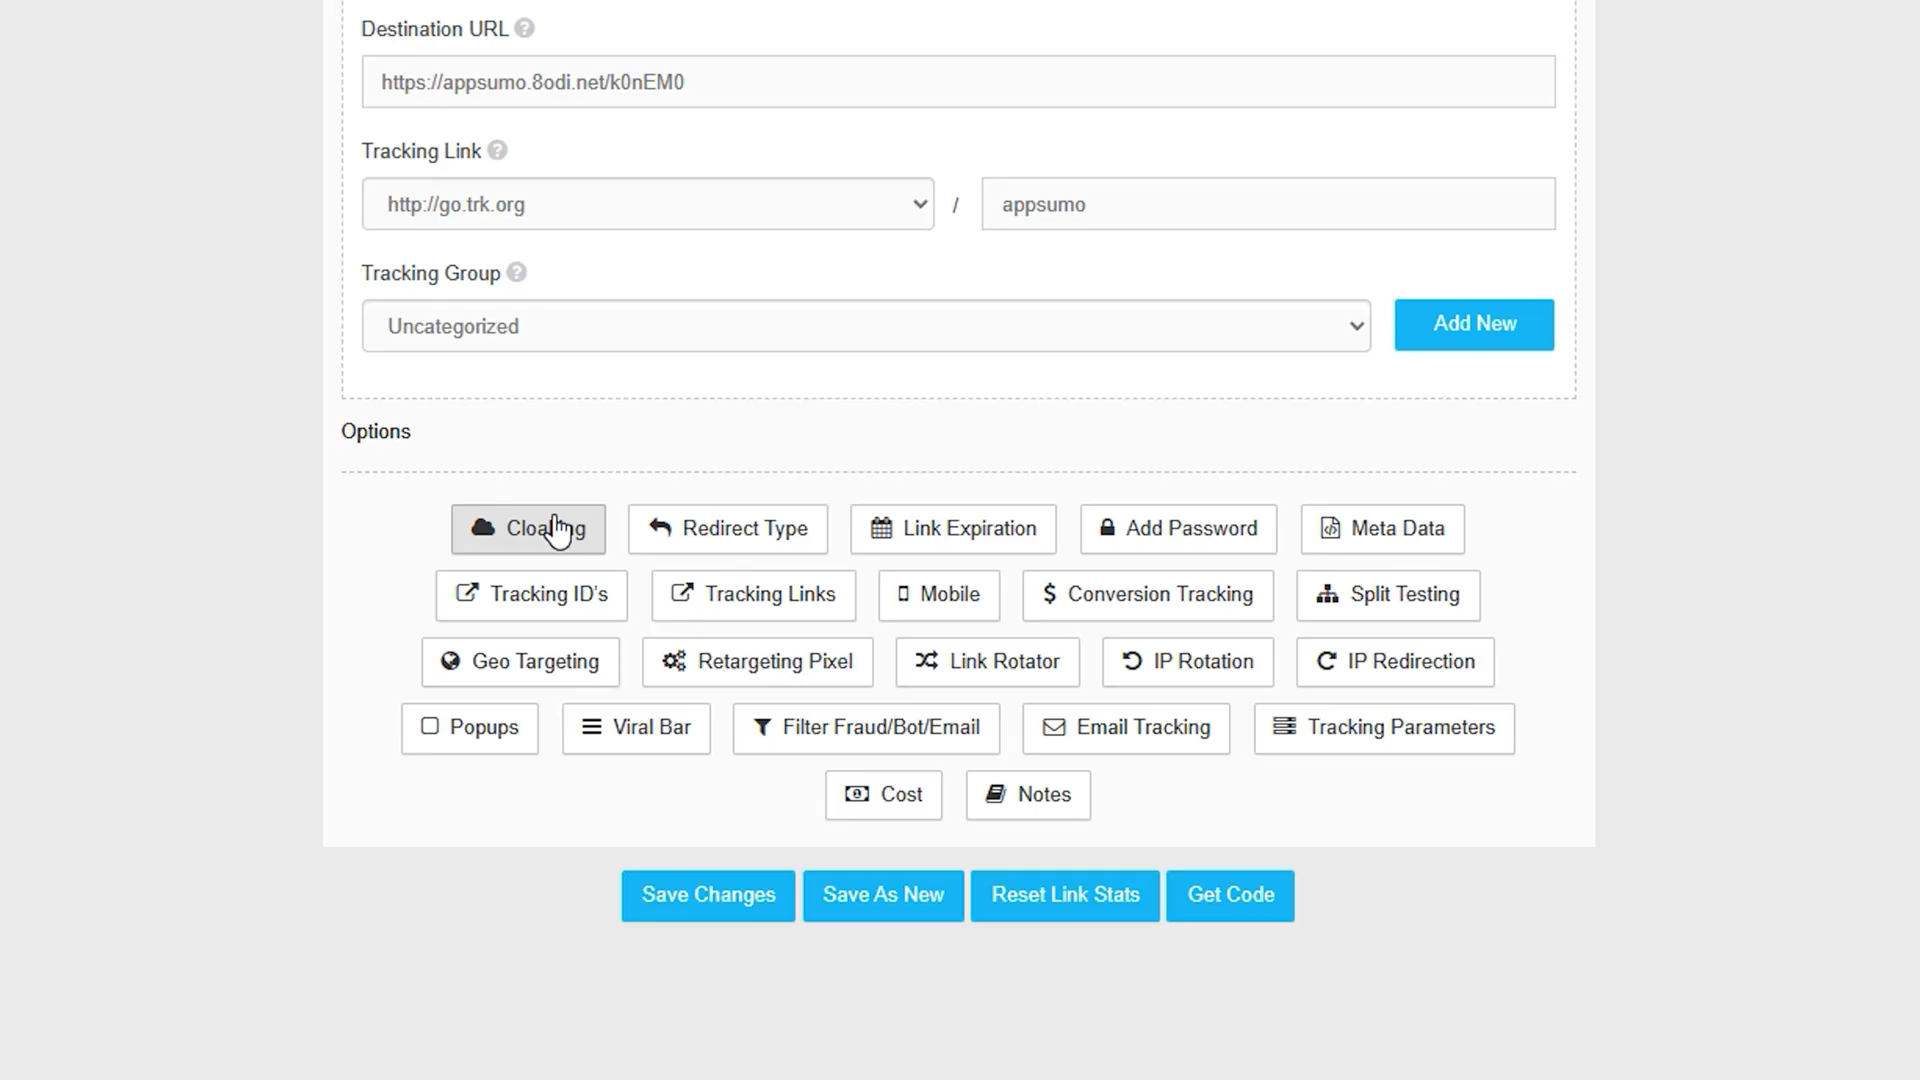 Destination URL
https://appsumo.8odi.net/k0nEM0
Tracking Link
http://go.trk.org / appsumo
Tracking Group
Uncategorized Add New
Options
Cloaking Redirect Type Link Expiration Add Password Meta Data
Tracking ID's Tracking Links Mobile Conversion Tracking Split Testing
Geo Targeting Retargeting Pixel Link Rotator IP Rotation IP Redirection
Popups Viral Bar Filter Fraud/Bot/Email Email Tracking Tracking Parameters
Cost Notes
Save Changes Save As New Reset Link Stats Get Code